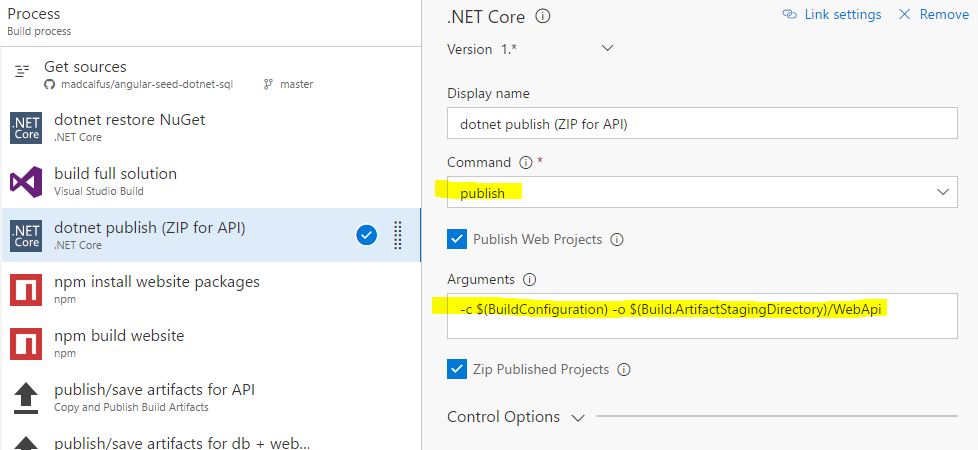 Process
Build process
Get sources
madcalfus/angular-seed-dotnet-sql
master
.NET
Core
dotnet restore NuGet
.NET Core
build full solution
Visual Studio Build
.NET
Core
dotnet publish (ZIP for API)
.NET Core
npm install website packages
npm
npm build website
npm
publish/save artifacts for API
Copy and Publish Build Artifacts
publish/save artifacts for db + web...
.NET Core
Link settings
Remove
Version 1.*
Display name
dotnet publish (ZIP for API)
Command *
publish
Publish Web Projects
Arguments
-c $(BuildConfiguration) -o $(Build.ArtifactStagingDirectory)/WebApi
Zip Published Projects
Control Options